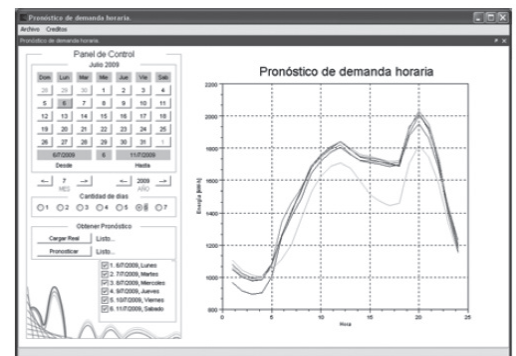 Pronóstico de demanda horaria.
Archivo Creditos
Pronóstico de demanda horaria.
Panel de Control
Julio 2009
Dom Lun Mar Mie Jue Vie Sab
28 29 30 1 2 3 4
5 6 7 8 9 10 11
12 13 14 15 16 17 18
19 20 21 22 23 24 25
26 27 28 29 30 31 1
6/7/2009 6 11/7/2009
Desde Hasta
<-- 7 --> <-- 2009 -->
MES AÑO
Cantidad de días
1 2 3 4 5 6 7
Obtener Pronóstico
Cargar Real Listo...
Pronosticar Listo...
1. 6/7/2009, Lunes
2. 7/7/2009, Martes
3. 8/7/2009, Miercoles
4. 9/7/2009, Jueves
5. 10/7/2009, Viernes
6. 11/7/2009, Sabado
Pronóstico de demanda horaria
2200
2000
1800
1600
1400
1200
1000
800
Energía [MW h]
0 5 10 15 20 25
Hora